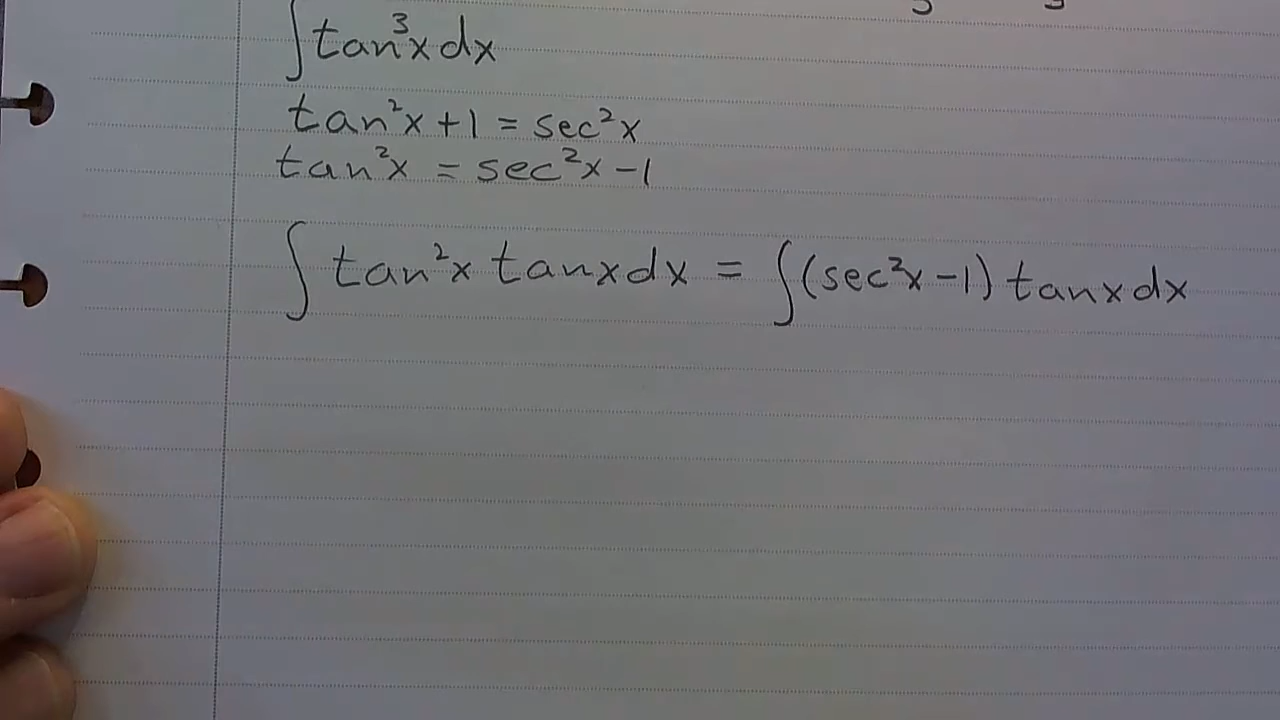 ∫tan³x dx
tan²x + 1 = sec²x
tan²x = sec²x - 1
∫ tan²x tanx dx = ∫(sec²x - 1) tanx dx